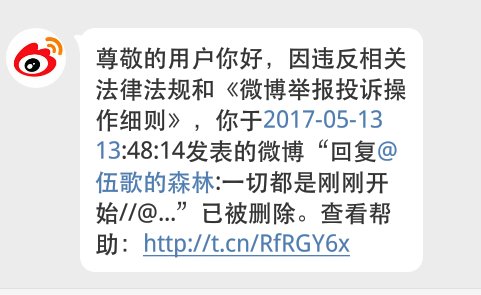 尊敬的用户你好，因违反相关
法律法规和《微博举报投诉操
作细则》，你于2017-05-13
13:48:14发表的微博“回复@
伍歌的森林:一切都是刚刚开
始//@...”已被删除。查看帮
助：http://t.cn/RfRGY6x